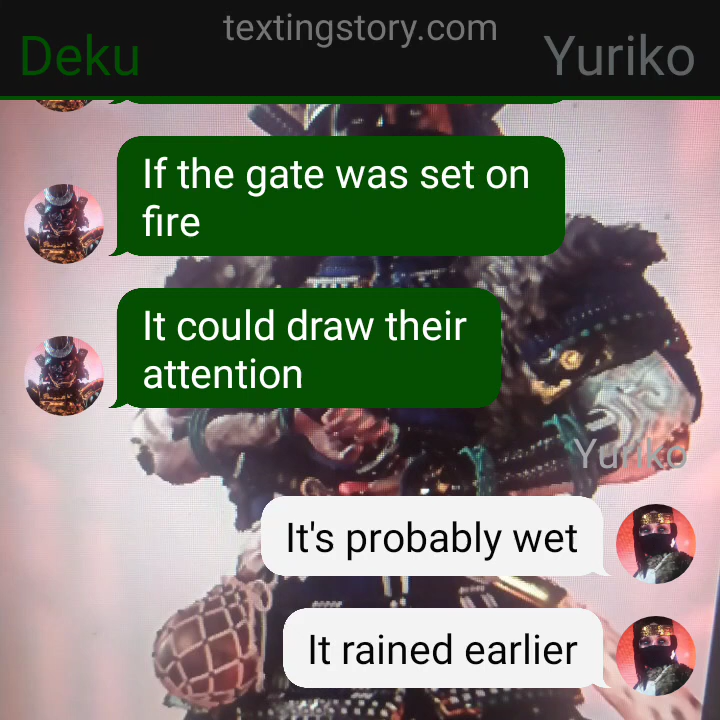 textingstory.com
Deku
Yuriko
If the gate was set on
fire
It could draw their
attention
Yuriko
It's probably wet
It rained earlier